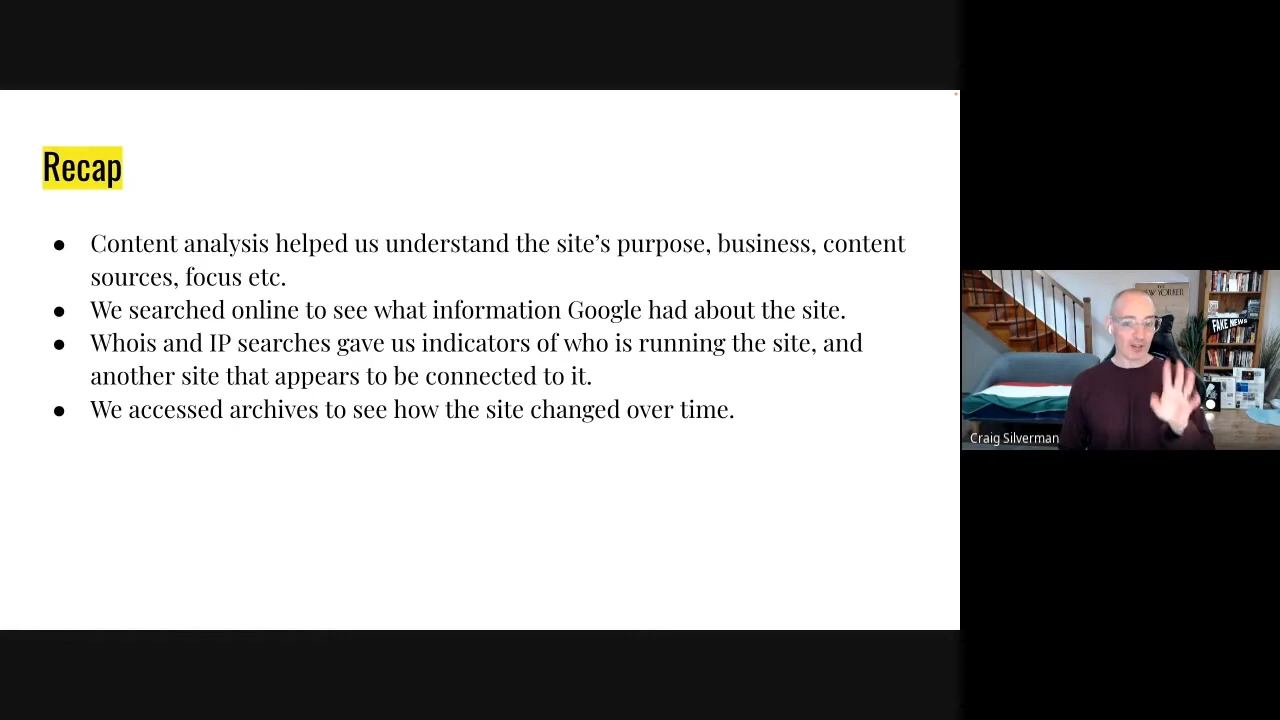 Recap
● Content analysis helped us understand the site’s purpose, business, content
sources, focus etc.
● We searched online to see what information Google had about the site.
● Whois and IP searches gave us indicators of who is running the site, and
another site that appears to be connected to it.
● We accessed archives to see how the site changed over time.
FAKE NEWS
Craig Silverman